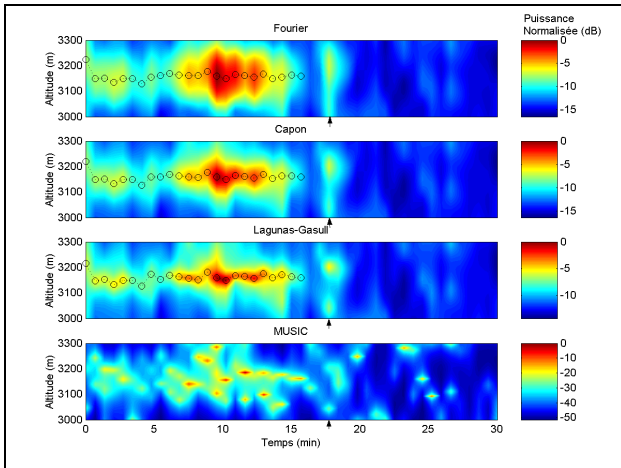 Fourier
Puissance
Normalisée (dB)
3300
3200
3100
3000
Altitude (m)
0
-5
-10
-15
Capon
3300
3200
3100
3000
Altitude (m)
0
-5
-10
-15
Lagunas-Gasull
3300
3200
3100
3000
Altitude (m)
0
-5
-10
MUSIC
3300
3200
3100
3000
Altitude (m)
0
-10
-20
-30
-40
-50
0 5 10 15 20 25 30
Temps (min)